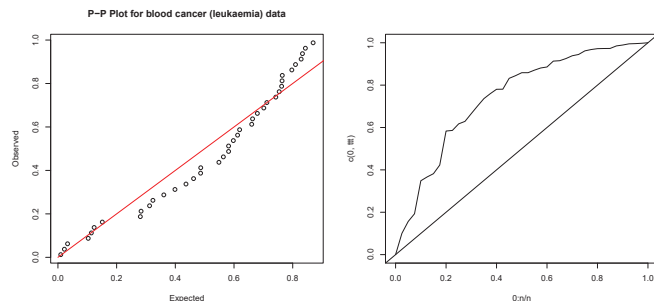 P−P Plot for blood cancer (leukaemia) data
Observed
0.0 0.2 0.4 0.6 0.8 1.0
0.0 0.2 0.4 0.6 0.8
Expected
c(0, ttt)
0.0 0.2 0.4 0.6 0.8 1.0
0.0 0.2 0.4 0.6 0.8 1.0
0:n/n